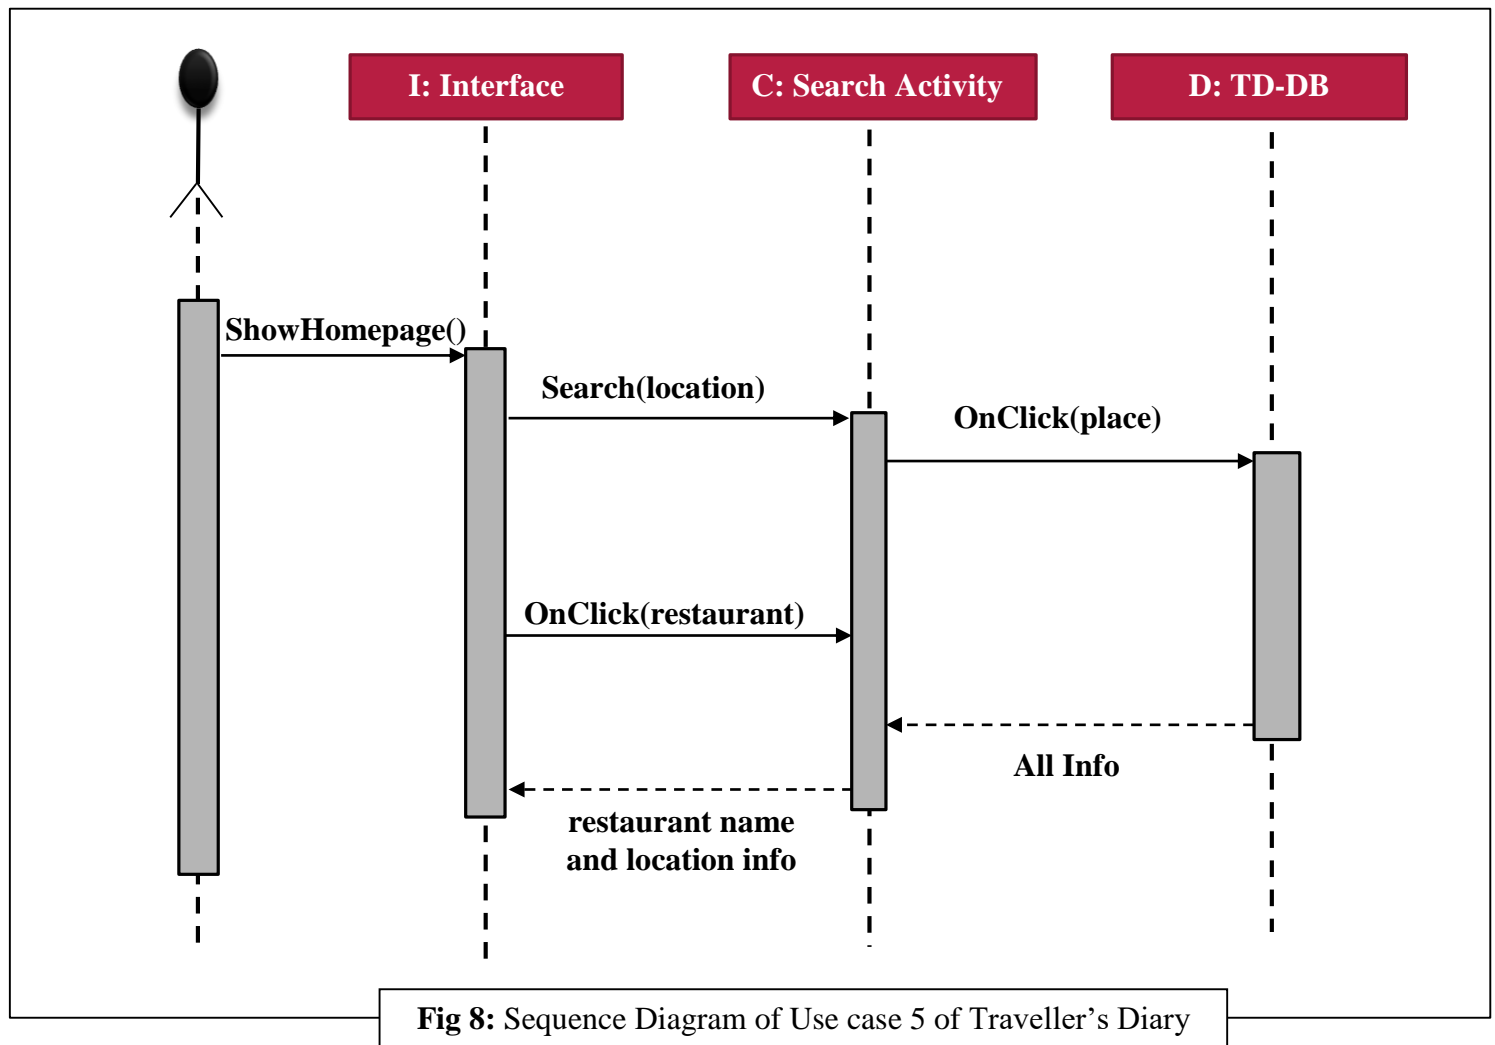 I: Interface
C: Search Activity
D: TD-DB
ShowHomepage()
Search(location)
OnClick(place)
OnClick(restaurant)
All Info
restaurant name
and location info
Fig 8: Sequence Diagram of Use case 5 of Traveller’s Diary